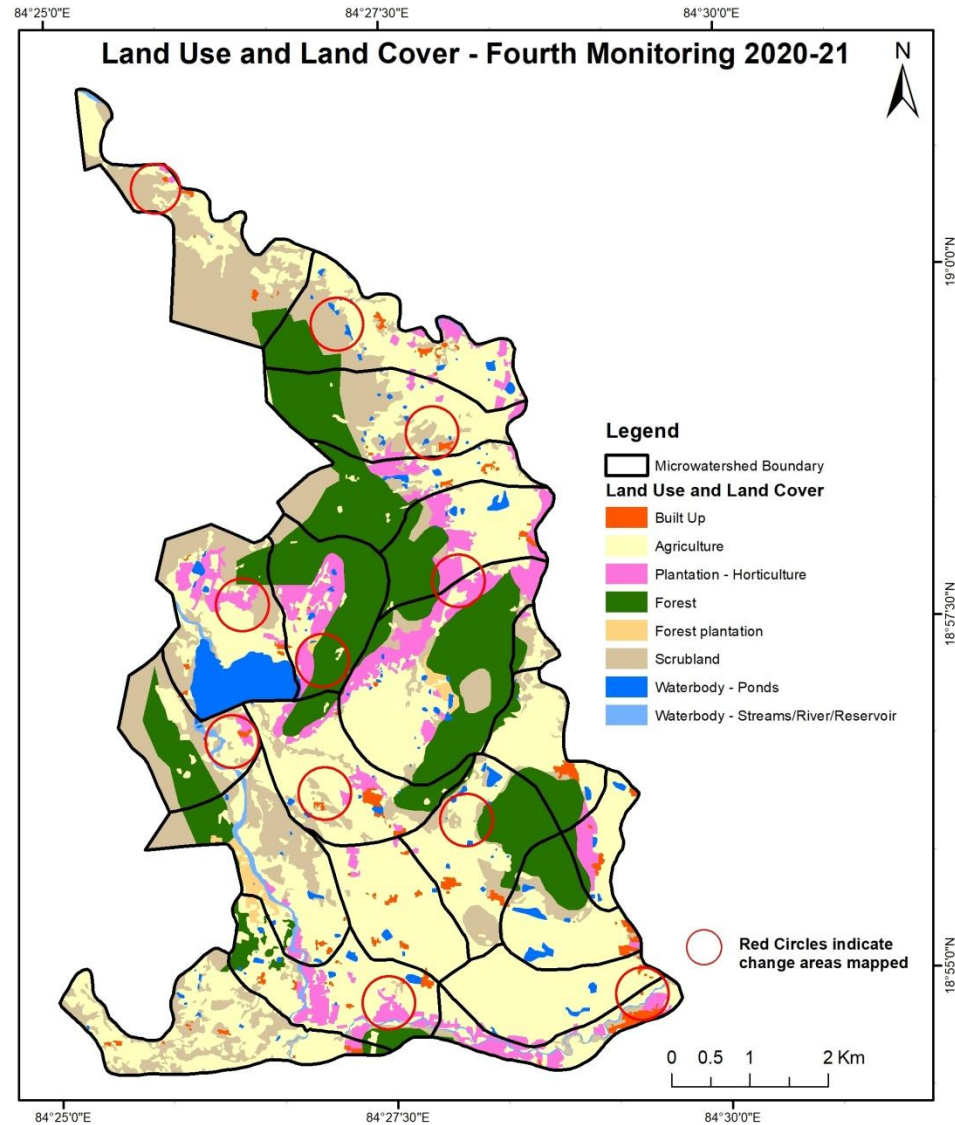 84°25'0"E 84°27'30"E 84°30'0"E
Land Use and Land Cover - Fourth Monitoring 2020-21
N
19°0'0"N
Legend
Microwatershed Boundary
Land Use and Land Cover
Built Up
Agriculture
Plantation - Horticulture
Forest
Forest plantation
Scrubland
Waterbody - Ponds
Waterbody - Streams/River/Reservoir
18°57'30"N
Red Circles indicate
change areas mapped
18°55'0"N
0 0.5 1 2 Km
84°25'0"E 84°27'30"E 84°30'0"E